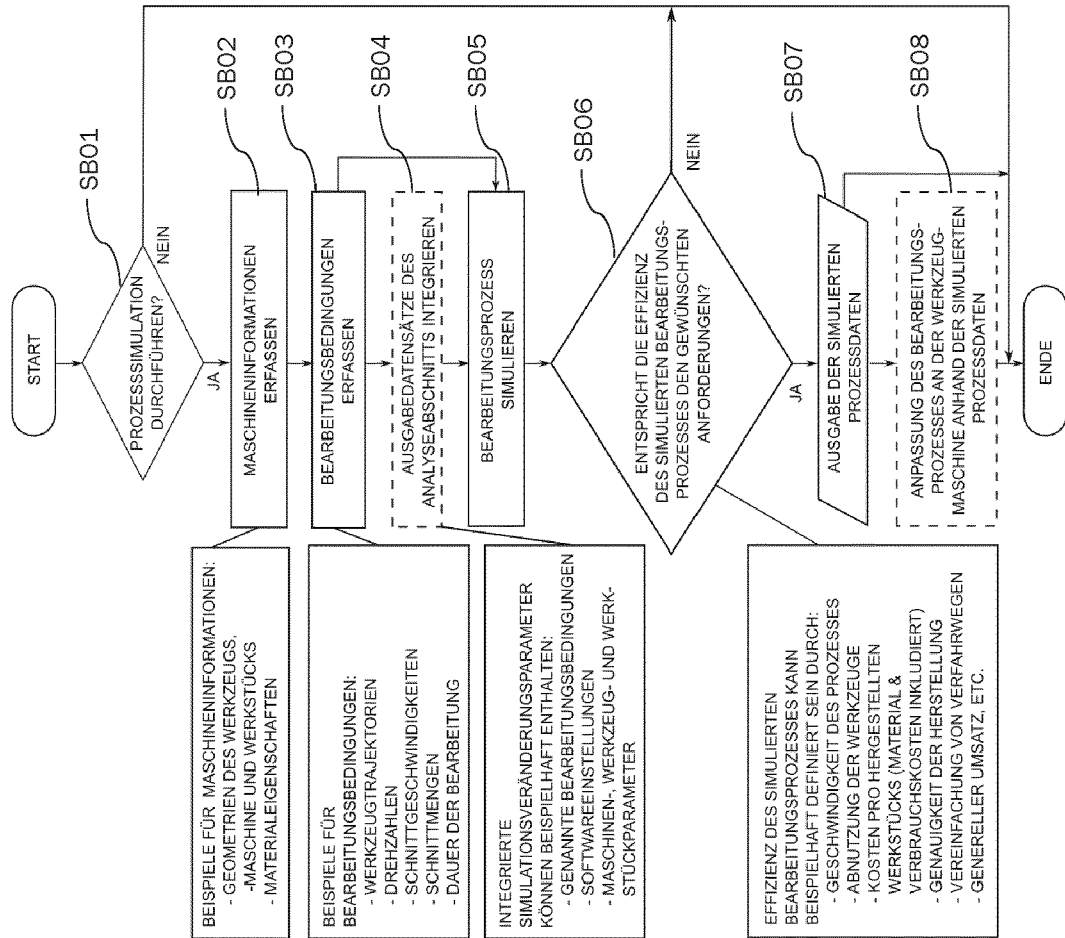 START
SB01
PROZESSSIMULATION
DURCHFÜHREN?
NEIN
JA
SB02
MASCHINENINFORMATIONEN
ERFASSEN
SB03
BEARBEITUNGSBEDINGUNGEN
ERFASSEN
SB04
AUSGABEDATENSÄTZE DES
ANALYSEABSCHNITTS INTEGRIEREN
SB05
BEARBEITUNGSPROZESS
SIMULIEREN
SB06
ENTSPRICHT DIE EFFIZIENZ
DES SIMULIERTEN BEARBEITUNGS-
PROZESES DEN GEWÜNSCHTEN
ANFORDERUNGEN?
NEIN
JA
SB07
AUSGABE DER SIMULIERTEN
PROZESSDATEN
SB08
ANPASSUNG DES BEARBEITUNGS-
PROZESSES AN DER WERKZEUG-
MASCHINE ANHAND DER SIMULIERTEN
PROZESSDATEN
ENDE
BEISPIELE FÜR MASCHINENINFORMATIONEN:
- GEOMETRIEN DES WERKZEUGS,
-MASCHINE UND WERKSTÜCKS
- MATERIALEIGENSCHAFTEN
BEISPIELE FÜR
BEARBEITUNGSBEDINGUNGEN:
- WERKZEUGTRAJEKTORIEN
- DREHZAHLEN
- SCHNITTGESCHWINDIGKEITEN
- SCHNITTMENGEN
- DAUER DER BEARBEITUNG
INTEGRIERTE
SIMULATIONSVERÄNDERUNGSPARAMETER
KÖNNEN BEISPIELHAFT ENTHALTEN:
- GENANNTE BEARBEITUNGSBEDINGUNGEN
- SOFTWAREEINSTELLUNGEN
- MASCHINEN-, WERKZEUG- UND WERK-
STÜCKPARAMETER
EFFIZIENZ DES SIMULIERTEN
BEARBEITUNGSPROZESES KANN
BEISPIELHAFT DEFINIERT SEIN DURCH:
- GESCHWINDIGKEIT DES PROZESSES
- ABNUTZUNG DER WERKZEUGE
- KOSTEN PRO HERGESTELLTEN
WERKSTÜCKS (MATERIAL &
VERBRAUCHSKOSTEN INKLUDIERT)
- GENAUIGKEIT DER HERSTELLUNG
- VEREINFACHUNG VON VERFAHRWEGEN
- GENERELLER UMSATZ, ETC.